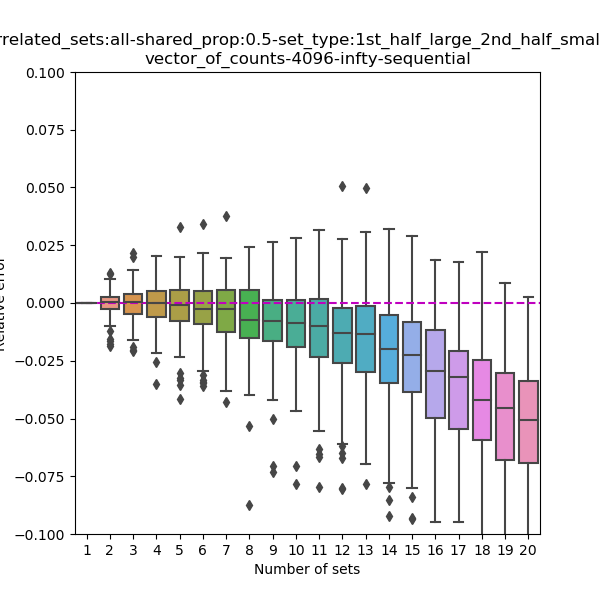 rrelated_sets:all-shared_prop:0.5-set_type:1st_half_large_2nd_half_smal
vector_of_counts-4096-infty-sequential
0.100
0.075
0.050
0.025
0.000
−0.025
−0.050
−0.075
−0.100
Relative error
1 2 3 4 5 6 7 8 9 10 11 12 13 14 15 16 17 18 19 20
Number of sets